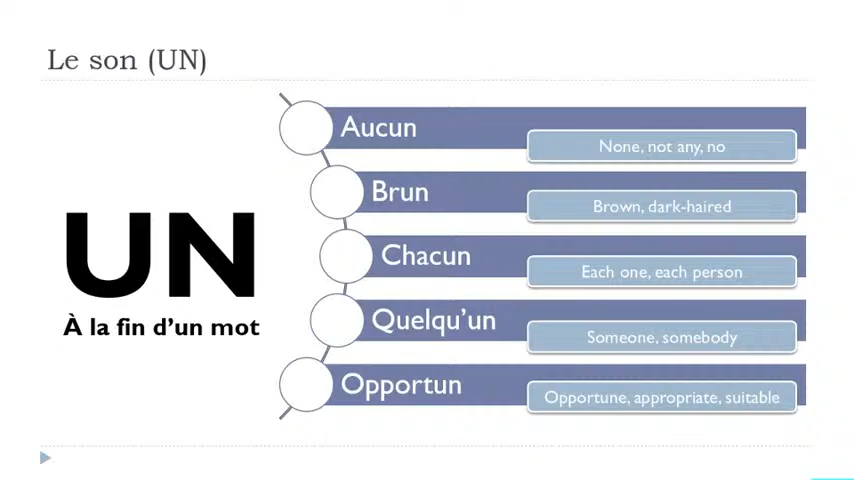 Le son (UN)
UN
À la fin d'un mot
Aucun
None, not any, no
Brun
Brown, dark-haired
Chacun
Each one, each person
Quelqu'un
Someone, somebody
Opportun
Opportune, appropriate, suitable